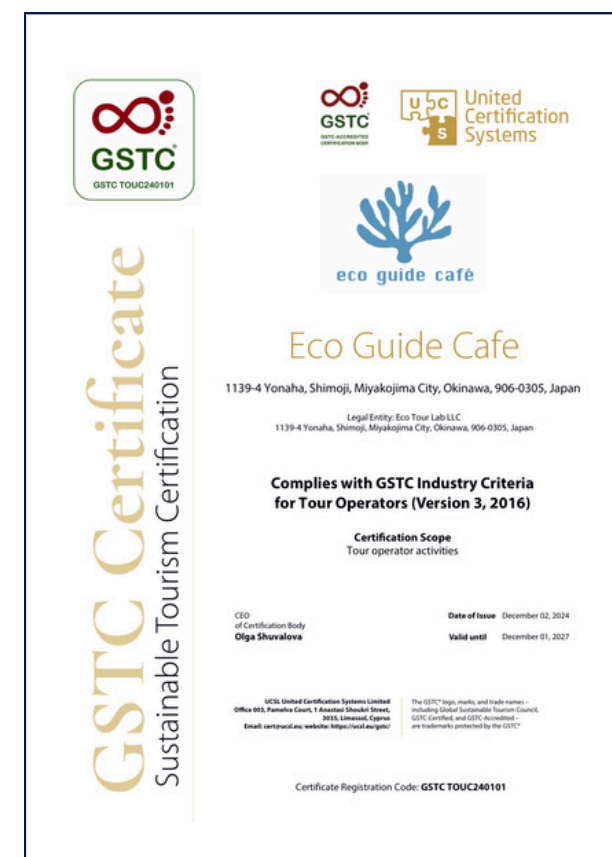 GSTC
GSTC TOUC240101
GSTC
GSTC-ACCREDITED
CERTIFICATION BODY
U C S
United
Certification
Systems
eco guide café
GSTC Certificate
Sustainable Tourism Certification
Eco Guide Cafe
1139-4 Yonaha, Shimoji, Miyakojima City, Okinawa, 906-0305, Japan
Legal Entity: Eco Tour Lab LLC
1139-4 Yonaha, Shimoji, Miyakojima City, Okinawa, 906-0305, Japan
Complies with GSTC Industry Criteria
for Tour Operators (Version 3, 2016)
Certification Scope
Tour operator activities
CEO
of Certification Body
Olga Shuvalova
Date of Issue December 02, 2024
Valid until December 01, 2027
UCSL United Certification Systems Limited
Office 003, Pamelva Court, 1 Anastasi Shoukri Street,
3035, Limassol, Cyprus
Email: cert@ucsl.eu; website: https://ucsl.eu/gstc/
The GSTC® logo, marks, and trade names –
including Global Sustainable Tourism Council,
GSTC-Certified, and GSTC-Accredited –
are trademarks protected by the GSTC®
Certificate Registration Code: GSTC TOUC240101